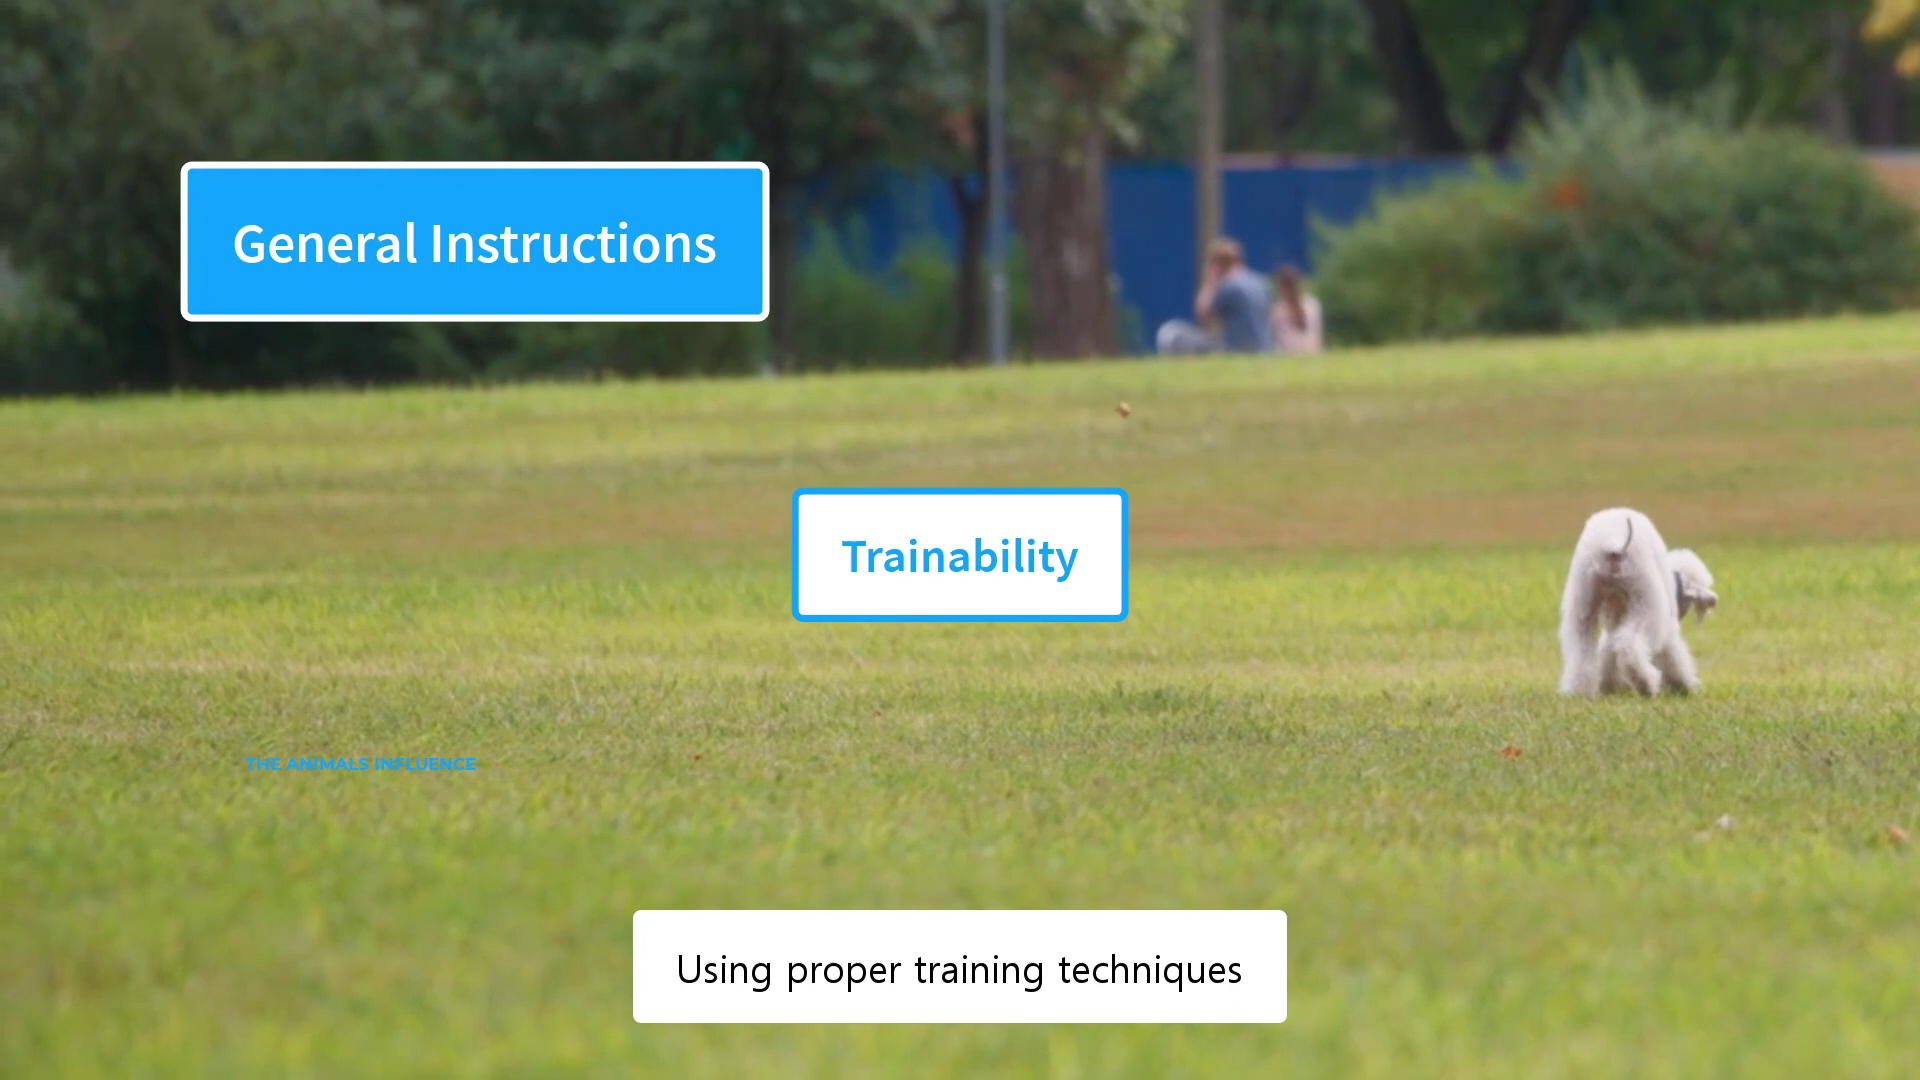 General Instructions
Trainability
THE ANIMALS INFLUENCE
Using proper training techniques